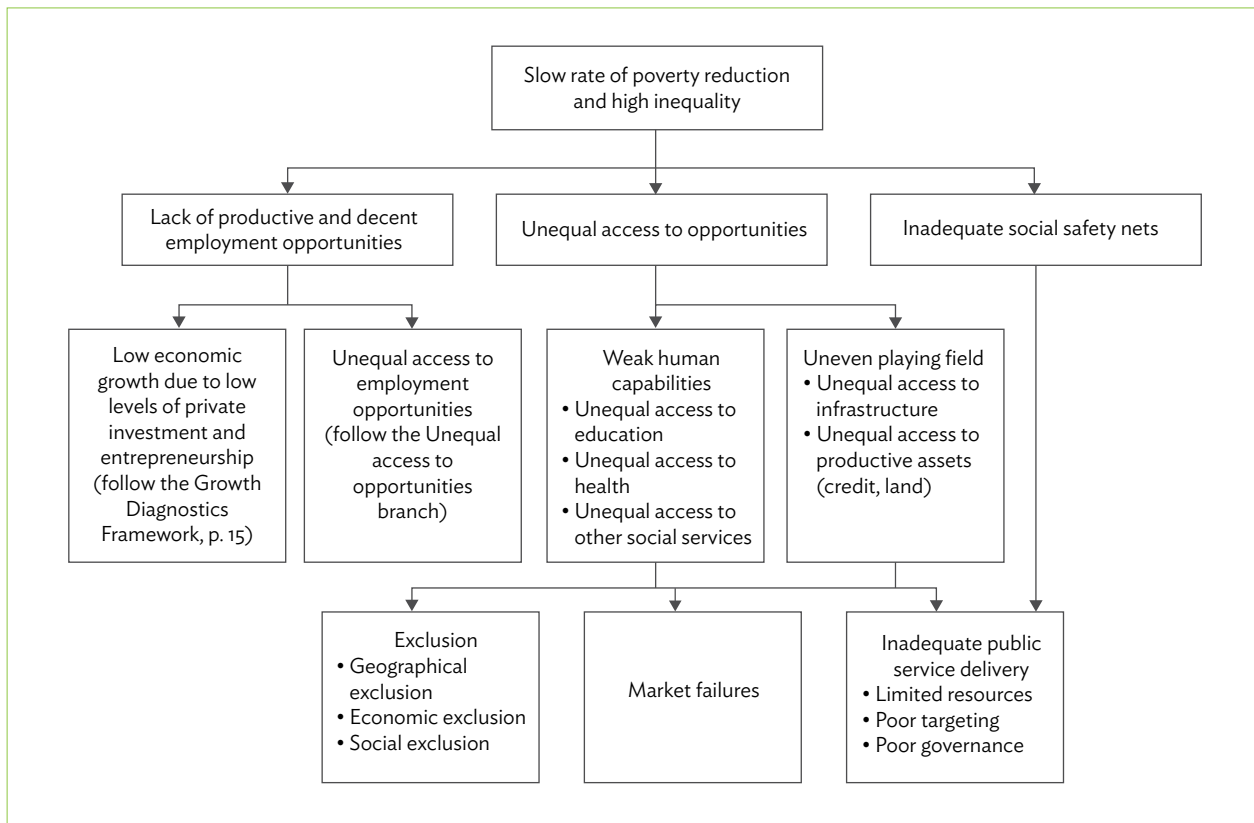 Slow rate of poverty reduction
and high inequality
Lack of productive and decent
employment opportunities
Unequal access to opportunities
Inadequate social safety nets
Low economic
growth due to low
levels of private
investment and
entrepreneurship
(follow the Growth
Diagnostics
Framework, p. 15)
Unequal access to
employment
opportunities
(follow the Unequal
access to
opportunities
branch)
Weak human
capabilities
• Unequal access to
education
• Unequal access to
health
• Unequal access to
other social services
Uneven playing field
• Unequal access to
infrastructure
• Unequal access to
productive assets
(credit, land)
Exclusion
• Geographical
exclusion
• Economic exclusion
• Social exclusion
Market failures
Inadequate public
service delivery
• Limited resources
• Poor targeting
• Poor governance